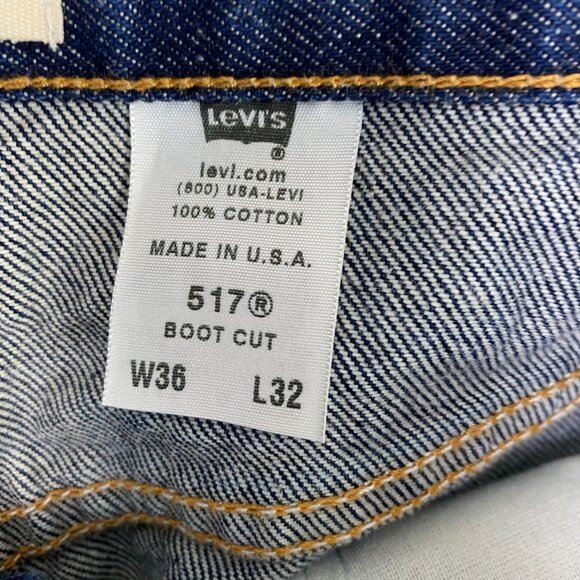 LEVI'S
®
levi.com
(800) USA-LEVI
100% COTTON
MADE IN U.S.A.
517®
BOOT CUT
W36 L32